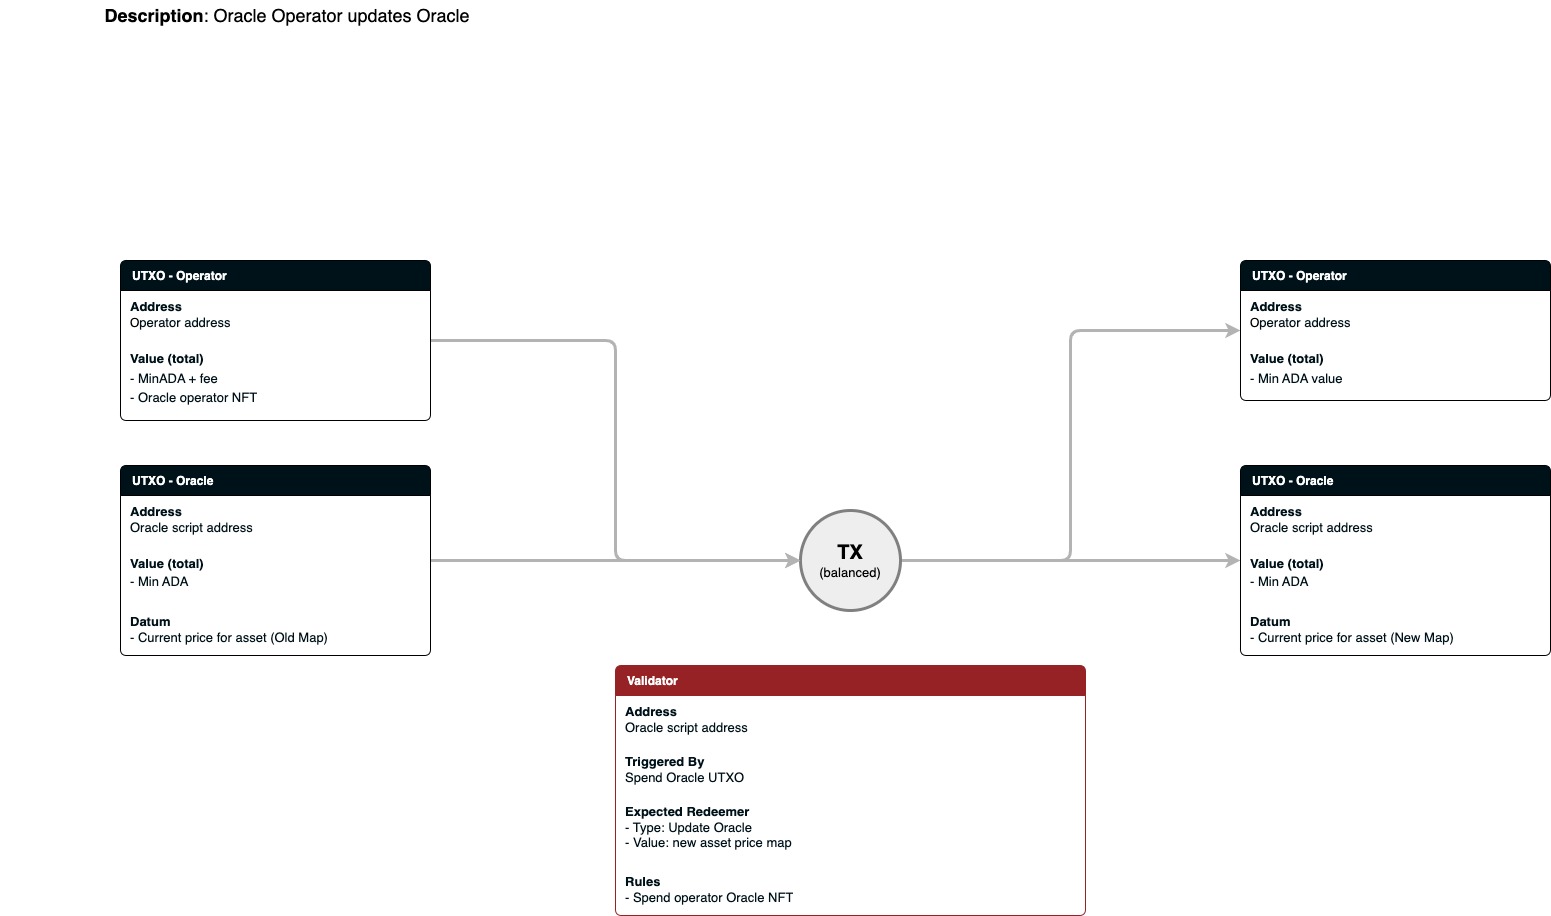 Description: Oracle Operator updates Oracle
UTXO - Operator
Address
Operator address
Value (total)
- MinADA + fee
- Oracle operator NFT
UTXO - Oracle
Address
Oracle script address
Value (total)
- Min ADA
Datum
- Current price for asset (Old Map)
TX
(balanced)
UTXO - Operator
Address
Operator address
Value (total)
- Min ADA value
UTXO - Oracle
Address
Oracle script address
Value (total)
- Min ADA
Datum
- Current price for asset (New Map)
Validator
Address
Oracle script address
Triggered By
Spend Oracle UTXO
Expected Redeemer
- Type: Update Oracle
- Value: new asset price map
Rules
- Spend operator Oracle NFT